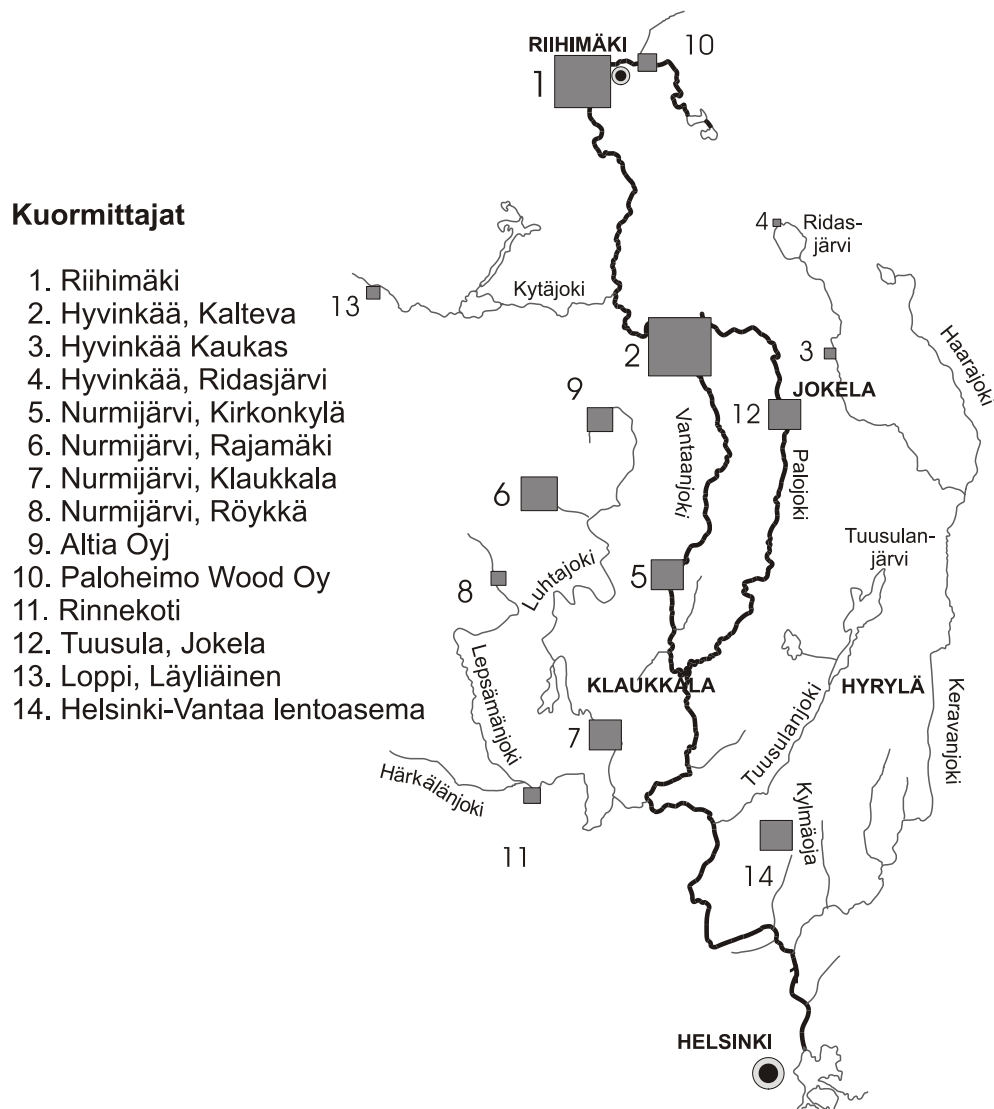 RIIHIMÄKI
10
1
Kuormittajat
1. Riihimäki
2. Hyvinkää, Kalteva
3. Hyvinkää Kaukas
4. Hyvinkää, Ridasjärvi
5. Nurmijärvi, Kirkonkylä
6. Nurmijärvi, Rajamäki
7. Nurmijärvi, Klaukkala
8. Nurmijärvi, Röykkä
9. Altia Oyj
10. Paloheimo Wood Oy
11. Rinnekoti
12. Tuusula, Jokela
13. Loppi, Läyliäinen
14. Helsinki-Vantaa lentoasema
4
Ridas-
järvi
13
Kytäjoki
2
3
Haarajoki
9
JOKELA
12
Vantaanjoki
Palojoki
6
Tuusulan-
järvi
8
Luhtajoki
5
Lepsämänjoki
KLAUKKALA
HYRYLÄ
7
Tuusulanjoki
Keravanjoki
Härkälänjoki
Kylmäoja
11
14
HELSINKI